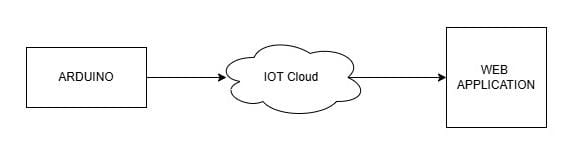 ARDUINO
IOT Cloud
WEB
APPLICATION